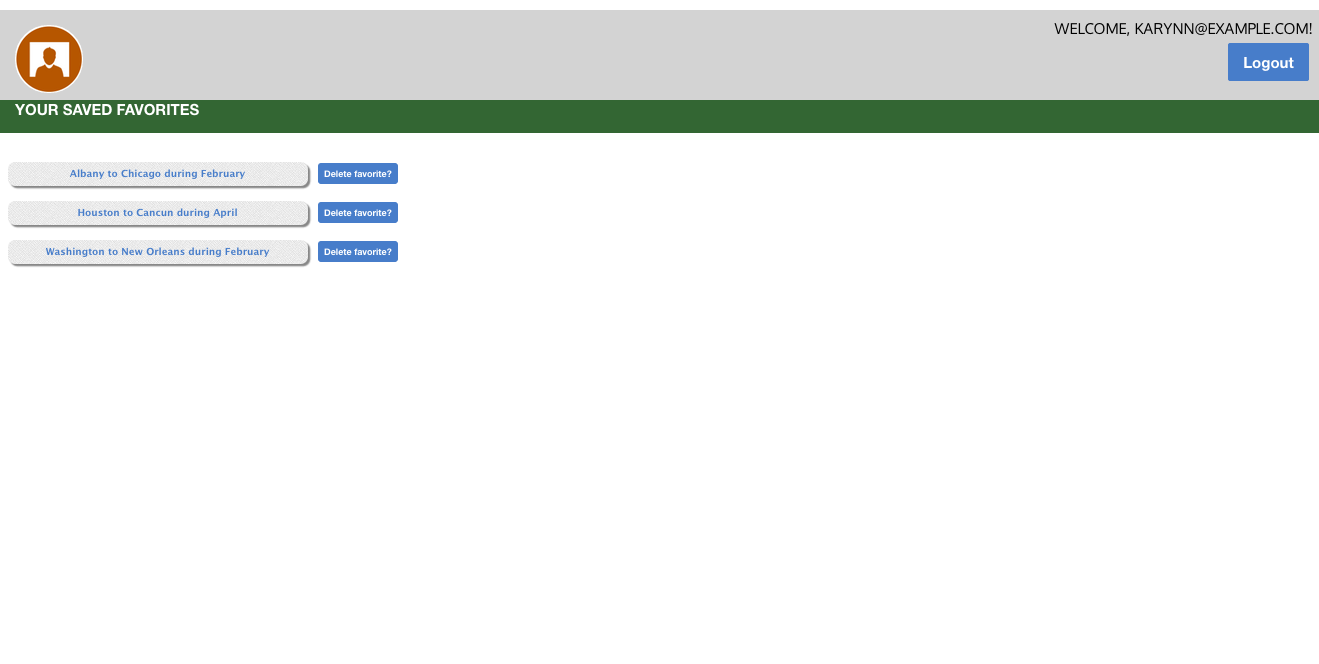 WELCOME, KARYNN@EXAMPLE.COM!
Logout
YOUR SAVED FAVORITES
Albany to Chicago during February Delete favorite?
Houston to Cancun during April Delete favorite?
Washington to New Orleans during February Delete favorite?